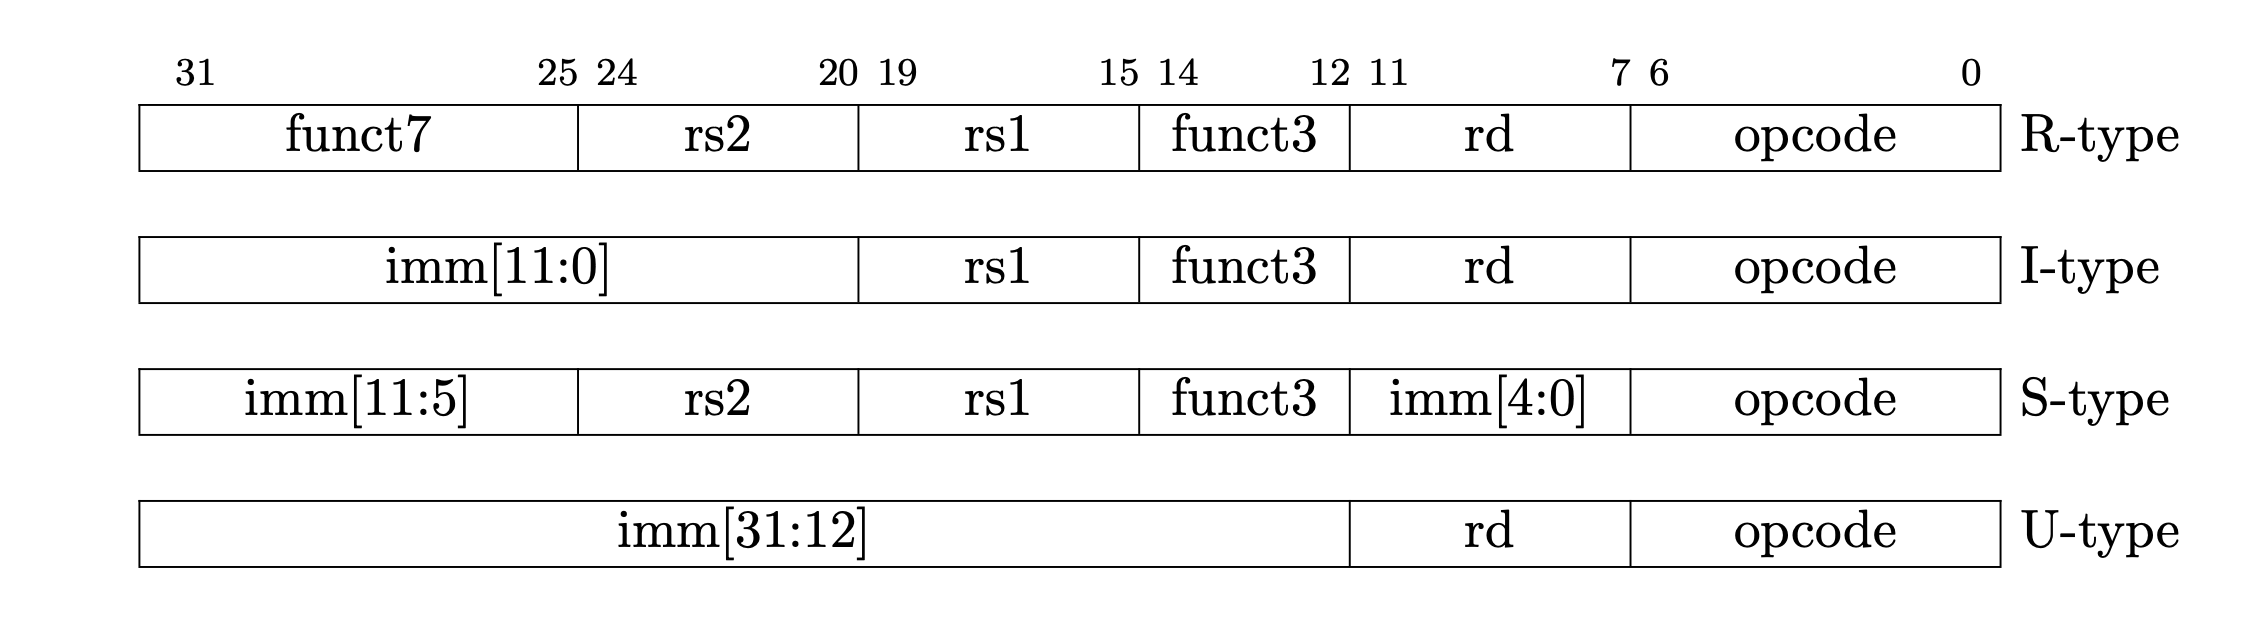 31 25 24 20 19 15 14 12 11 7 6 0
funct7 rs2 rs1 funct3 rd opcode R-type
imm[11:0] rs1 funct3 rd opcode I-type
imm[11:5] rs2 rs1 funct3 imm[4:0] opcode S-type
imm[31:12] rd opcode U-type